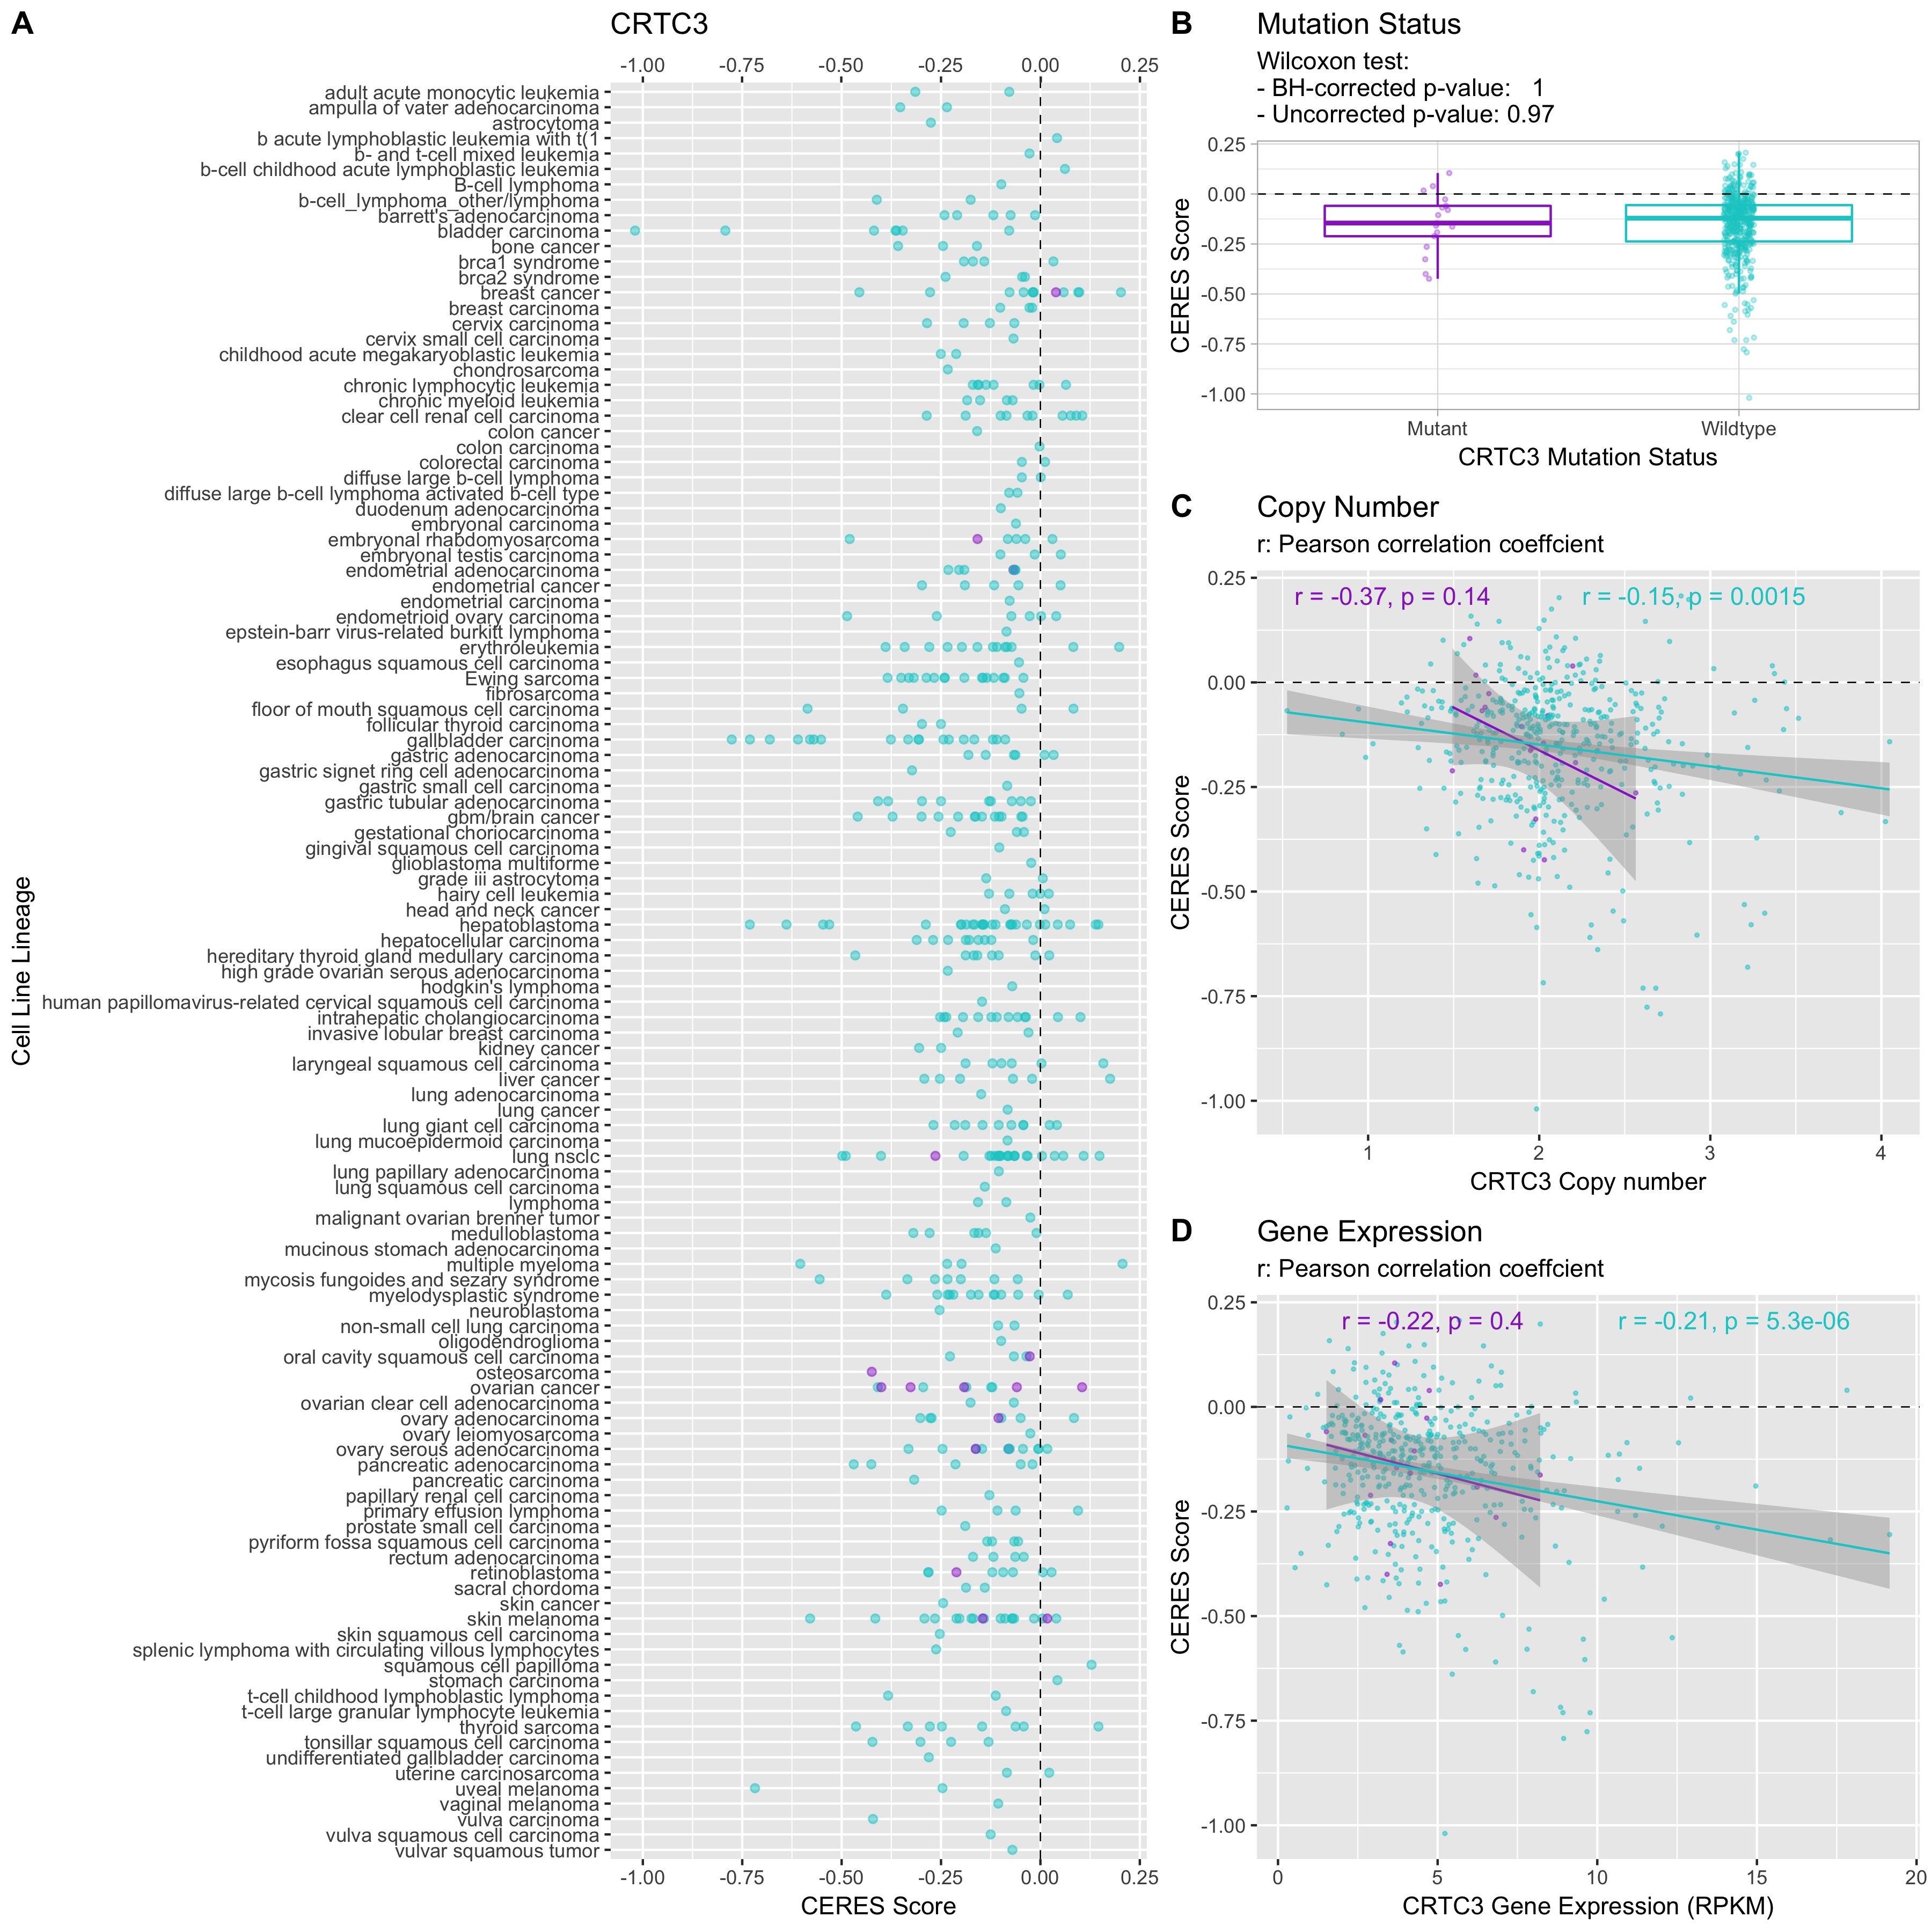 A
CRTC3
-1.00 -0.75 -0.50 -0.25 0.00 0.25
Cell Line Lineage
adult acute monocytic leukemia
ampulla of vater adenocarcinoma
astrocytoma
b acute lymphoblastic leukemia with t(1
b- and t-cell mixed leukemia
b-cell childhood acute lymphoblastic leukemia
B-cell lymphoma
b-cell_lymphoma_other/lymphoma
barrett's adenocarcinoma
bladder carcinoma
bone cancer
brca1 syndrome
brca2 syndrome
breast cancer
breast carcinoma
cervix carcinoma
cervix small cell carcinoma
childhood acute megakaryoblastic leukemia
chondrosarcoma
chronic lymphocytic leukemia
chronic myeloid leukemia
clear cell renal cell carcinoma
colon cancer
colon carcinoma
colorectal carcinoma
diffuse large b-cell lymphoma
diffuse large b-cell lymphoma activated b-cell type
duodenum adenocarcinoma
embryonal carcinoma
embryonal rhabdomyosarcoma
embryonal testis carcinoma
endometrial adenocarcinoma
endometrial cancer
endometrial carcinoma
endometrioid ovary carcinoma
epstein-barr virus-related burkitt lymphoma
erythroleukemia
esophagus squamous cell carcinoma
Ewing sarcoma
fibrosarcoma
floor of mouth squamous cell carcinoma
follicular thyroid carcinoma
gallbladder carcinoma
gastric adenocarcinoma
gastric signet ring cell adenocarcinoma
gastric small cell carcinoma
gastric tubular adenocarcinoma
gbm/brain cancer
gestational choriocarcinoma
gingival squamous cell carcinoma
glioblastoma multiforme
grade iii astrocytoma
hairy cell leukemia
head and neck cancer
hepatoblastoma
hepatocellular carcinoma
hereditary thyroid gland medullary carcinoma
high grade ovarian serous adenocarcinoma
hodgkin's lymphoma
human papillomavirus-related cervical squamous cell carcinoma
intrahepatic cholangiocarcinoma
invasive lobular breast carcinoma
kidney cancer
laryngeal squamous cell carcinoma
liver cancer
lung adenocarcinoma
lung cancer
lung giant cell carcinoma
lung mucoepidermoid carcinoma
lung nsclc
lung papillary adenocarcinoma
lung squamous cell carcinoma
lymphoma
malignant ovarian brenner tumor
medulloblastoma
mucinous stomach adenocarcinoma
multiple myeloma
mycosis fungoides and sezary syndrome
myelodysplastic syndrome
neuroblastoma
non-small cell lung carcinoma
oligodendroglioma
oral cavity squamous cell carcinoma
osteosarcoma
ovarian cancer
ovarian clear cell adenocarcinoma
ovary adenocarcinoma
ovary leiomyosarcoma
ovary serous adenocarcinoma
pancreatic adenocarcinoma
pancreatic carcinoma
papillary renal cell carcinoma
primary effusion lymphoma
prostate small cell carcinoma
pyriform fossa squamous cell carcinoma
rectum adenocarcinoma
retinoblastoma
sacral chordoma
skin cancer
skin melanoma
skin squamous cell carcinoma
splenic lymphoma with circulating villous lymphocytes
squamous cell papilloma
stomach carcinoma
t-cell childhood lymphoblastic lymphoma
t-cell large granular lymphocyte leukemia
thyroid sarcoma
tonsillar squamous cell carcinoma
undifferentiated gallbladder carcinoma
uterine carcinosarcoma
uveal melanoma
vaginal melanoma
vulva carcinoma
vulva squamous cell carcinoma
vulvar squamous tumor
-1.00 -0.75 -0.50 -0.25 0.00 0.25
CERES Score
B
Mutation Status
Wilcoxon test:
- BH-corrected p-value: 1
- Uncorrected p-value: 0.97
CERES Score
0.25
0.00
-0.25
-0.50
-0.75
-1.00
Mutant Wildtype
CRTC3 Mutation Status
C
Copy Number
r: Pearson correlation coeffcient
r = -0.37, p = 0.14 r = -0.15, p = 0.0015
CERES Score
0.25
0.00
-0.25
-0.50
-0.75
-1.00
1 2 3 4
CRTC3 Copy number
D
Gene Expression
r: Pearson correlation coeffcient
r = -0.22, p = 0.4 r = -0.21, p = 5.3e-06
CERES Score
0.25
0.00
-0.25
-0.50
-0.75
-1.00
0 5 10 15 20
CRTC3 Gene Expression (RPKM)